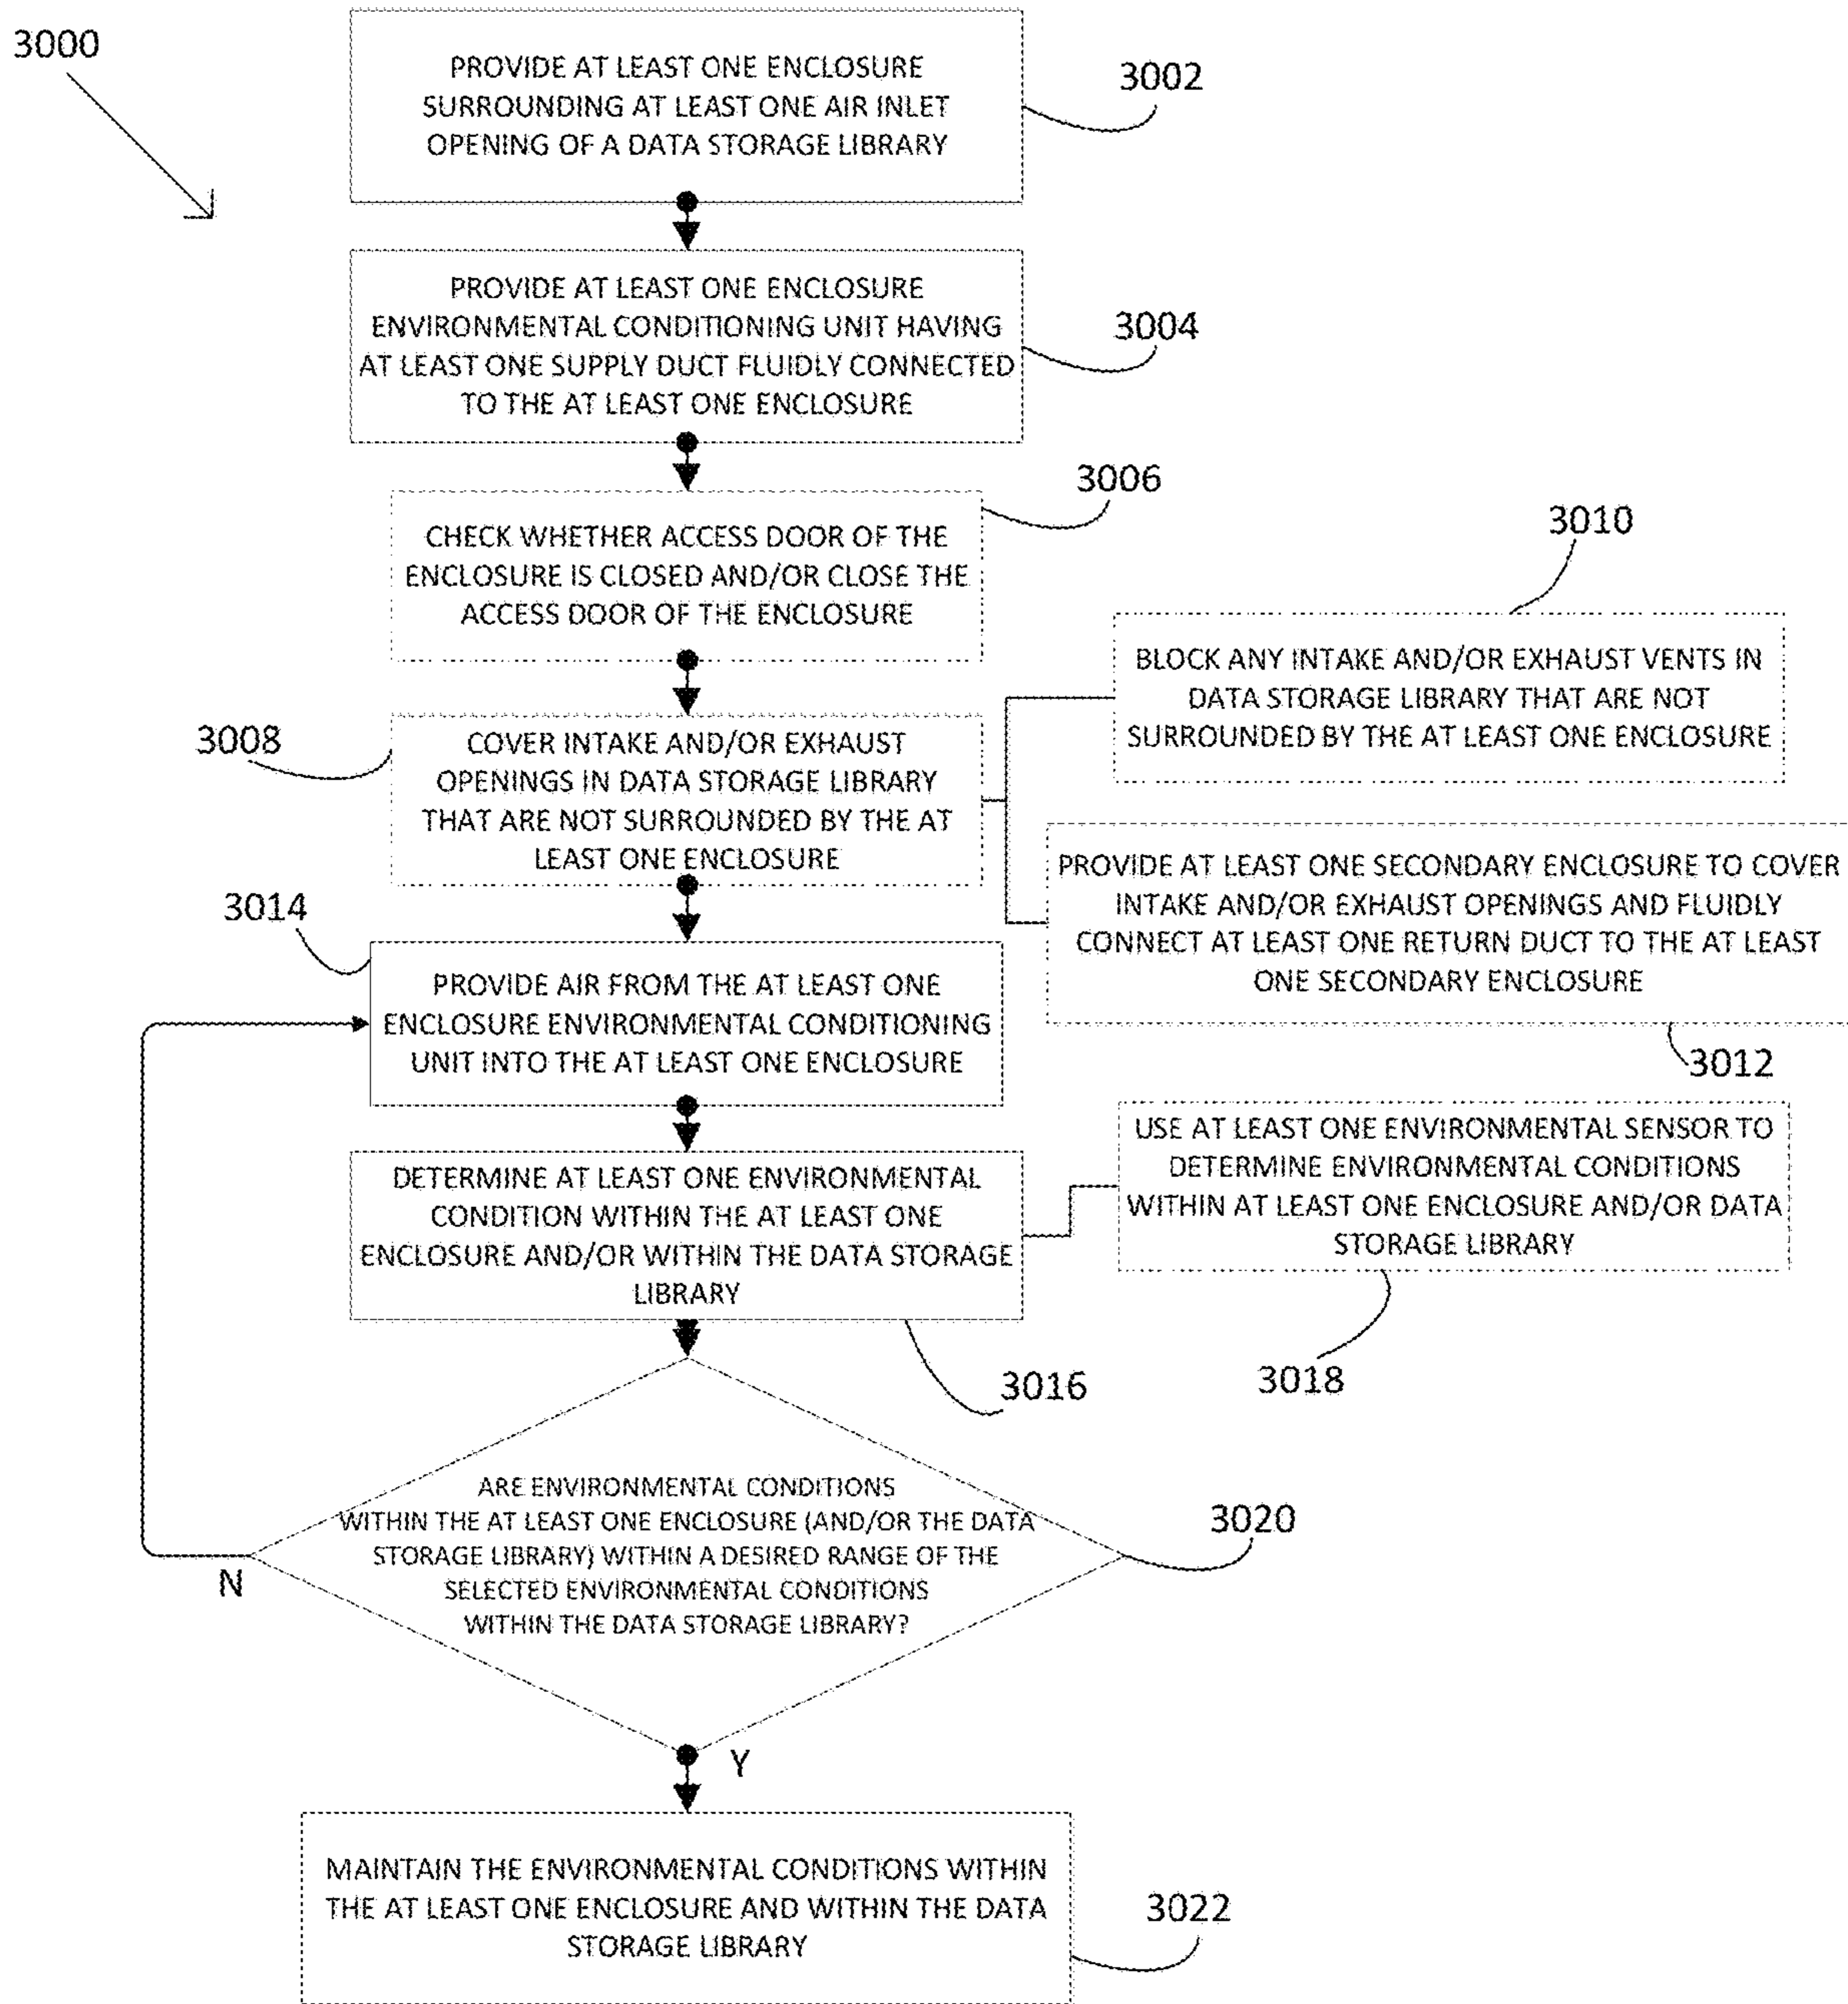 3000
PROVIDE AT LEAST ONE ENCLOSURE
SURROUNDING AT LEAST ONE AIR INLET
OPENING OF A DATA STORAGE LIBRARY
3002
PROVIDE AT LEAST ONE ENCLOSURE
ENVIRONMENTAL CONDITIONING UNIT HAVING
AT LEAST ONE SUPPLY DUCT FLUIDLY CONNECTED
TO THE AT LEAST ONE ENCLOSURE
3004
CHECK WHETHER ACCESS DOOR OF THE
ENCLOSURE IS CLOSED AND/OR CLOSE THE
ACCESS DOOR OF THE ENCLOSURE
3006
3008
COVER INTAKE AND/OR EXHAUST
OPENINGS IN DATA STORAGE LIBRARY
THAT ARE NOT SURROUNDED BY THE AT
LEAST ONE ENCLOSURE
3010
BLOCK ANY INTAKE AND/OR EXHAUST VENTS IN
DATA STORAGE LIBRARY THAT ARE NOT
SURROUNDED BY THE AT LEAST ONE ENCLOSURE
PROVIDE AT LEAST ONE SECONDARY ENCLOSURE TO COVER
INTAKE AND/OR EXHAUST OPENINGS AND FLUIDLY
CONNECT AT LEAST ONE RETURN DUCT TO THE AT LEAST
ONE SECONDARY ENCLOSURE
3012
3014
PROVIDE AIR FROM THE AT LEAST ONE
ENCLOSURE ENVIRONMENTAL CONDITIONING
UNIT INTO THE AT LEAST ONE ENCLOSURE
DETERMINE AT LEAST ONE ENVIRONMENTAL
CONDITION WITHIN THE AT LEAST ONE
ENCLOSURE AND/OR WITHIN THE DATA STORAGE
LIBRARY
3016
USE AT LEAST ONE ENVIRONMENTAL SENSOR TO
DETERMINE ENVIRONMENTAL CONDITIONS
WITHIN AT LEAST ONE ENCLOSURE AND/OR DATA
STORAGE LIBRARY
3018
ARE ENVIRONMENTAL CONDITIONS
WITHIN THE AT LEAST ONE ENCLOSURE (AND/OR THE DATA
STORAGE LIBRARY) WITHIN A DESIRED RANGE OF THE
SELECTED ENVIRONMENTAL CONDITIONS
WITHIN THE DATA STORAGE LIBRARY?
3020
N
Y
MAINTAIN THE ENVIRONMENTAL CONDITIONS WITHIN
THE AT LEAST ONE ENCLOSURE AND WITHIN THE DATA
STORAGE LIBRARY
3022